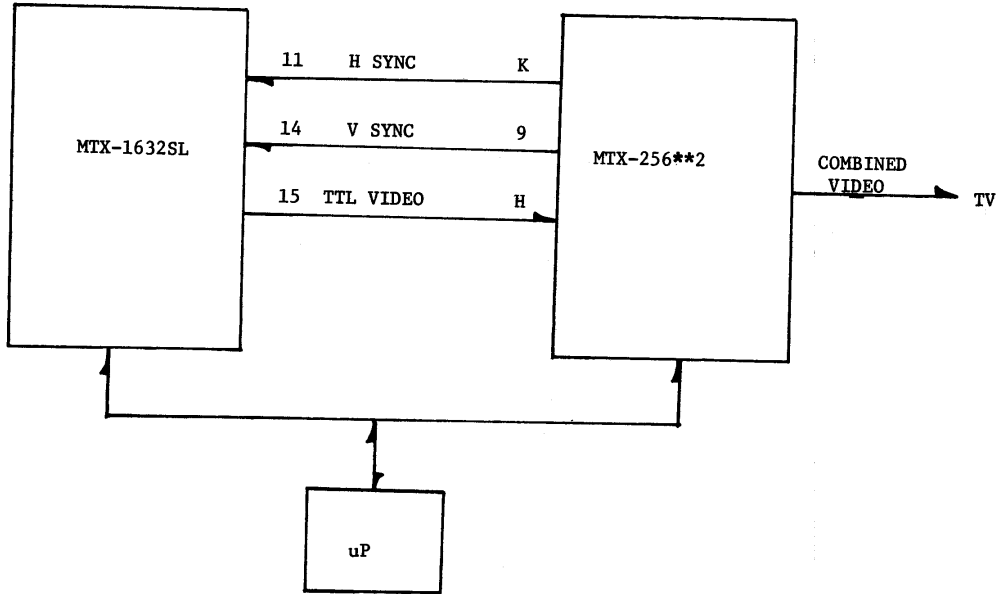 11 H SYNC K
14 V SYNC 9
MTX-1632SL
MTX-256**2
COMBINED
VIDEO
15 TTL VIDEO H
TV
uP